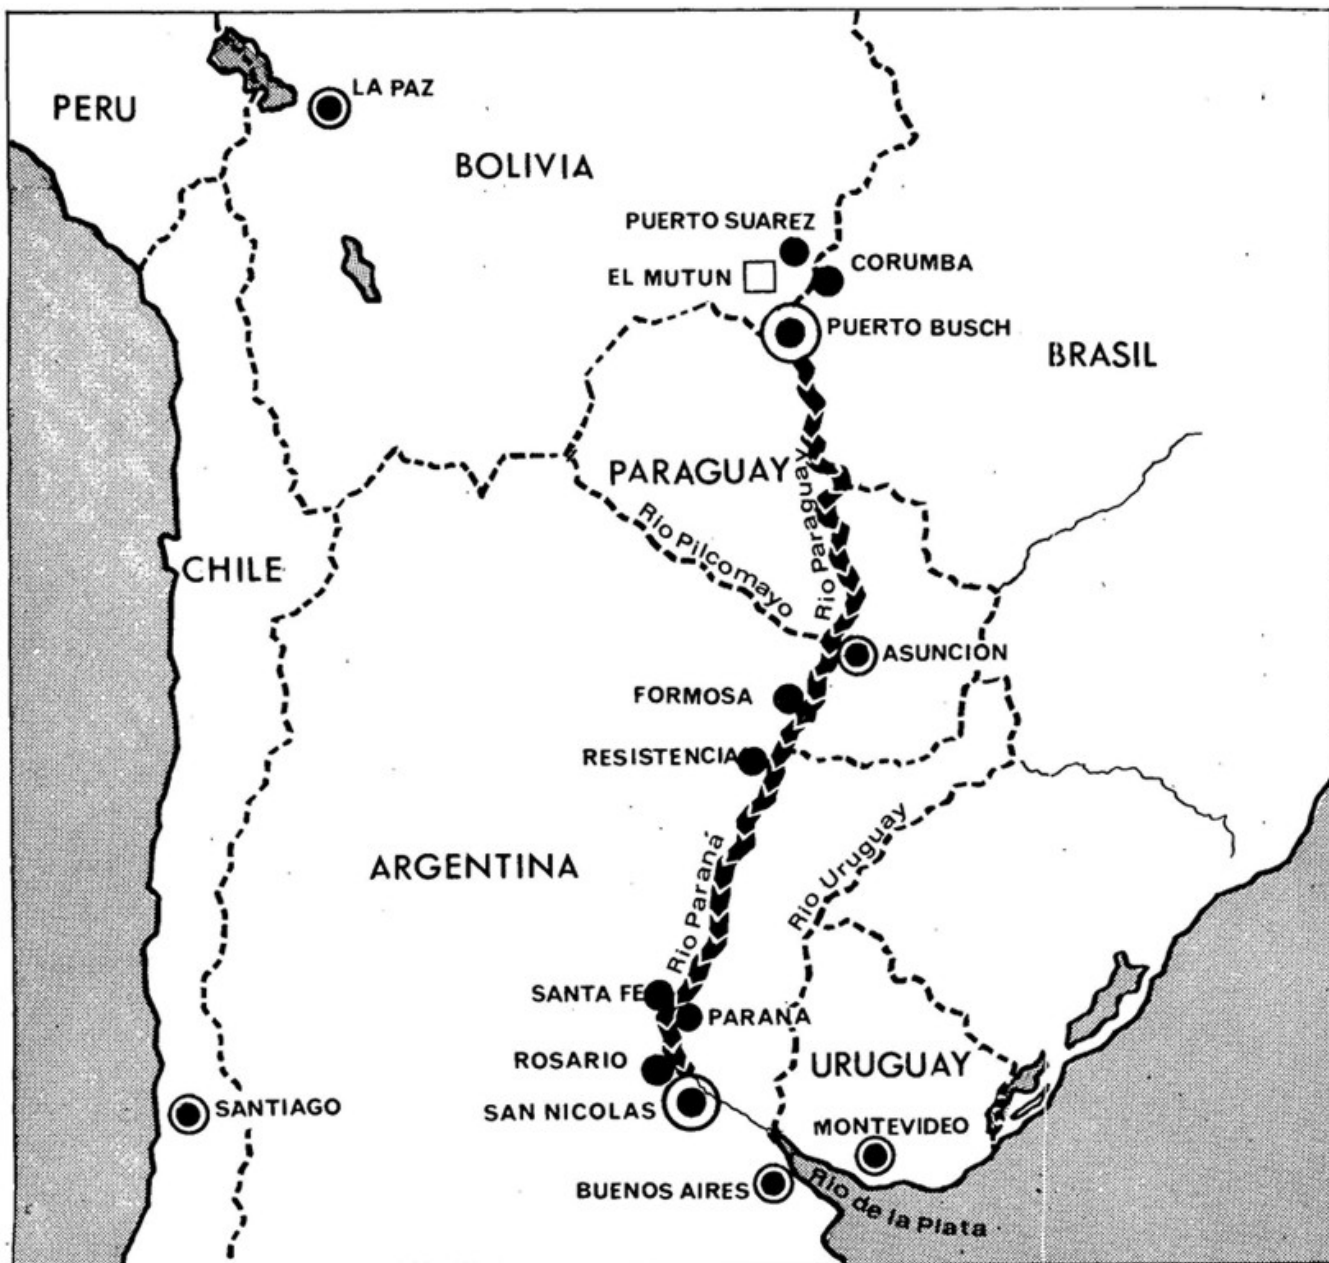 PERU
LA PAZ
BOLIVIA
PUERTO SUAREZ
EL MUTUN
CORUMBA
PUERTO BUSCH
BRASIL
PARAGUAY
Rio Paraguay
Rio Pilcomayo
CHILE
ASUNCION
FORMOSA
RESISTENCIA
Rio Uruguay
ARGENTINA
Rio Paraná
SANTA FE
PARANA
ROSARIO
URUGUAY
SANTIAGO
SAN NICOLAS
MONTEVIDEO
BUENOS AIRES
Rio de la Plata